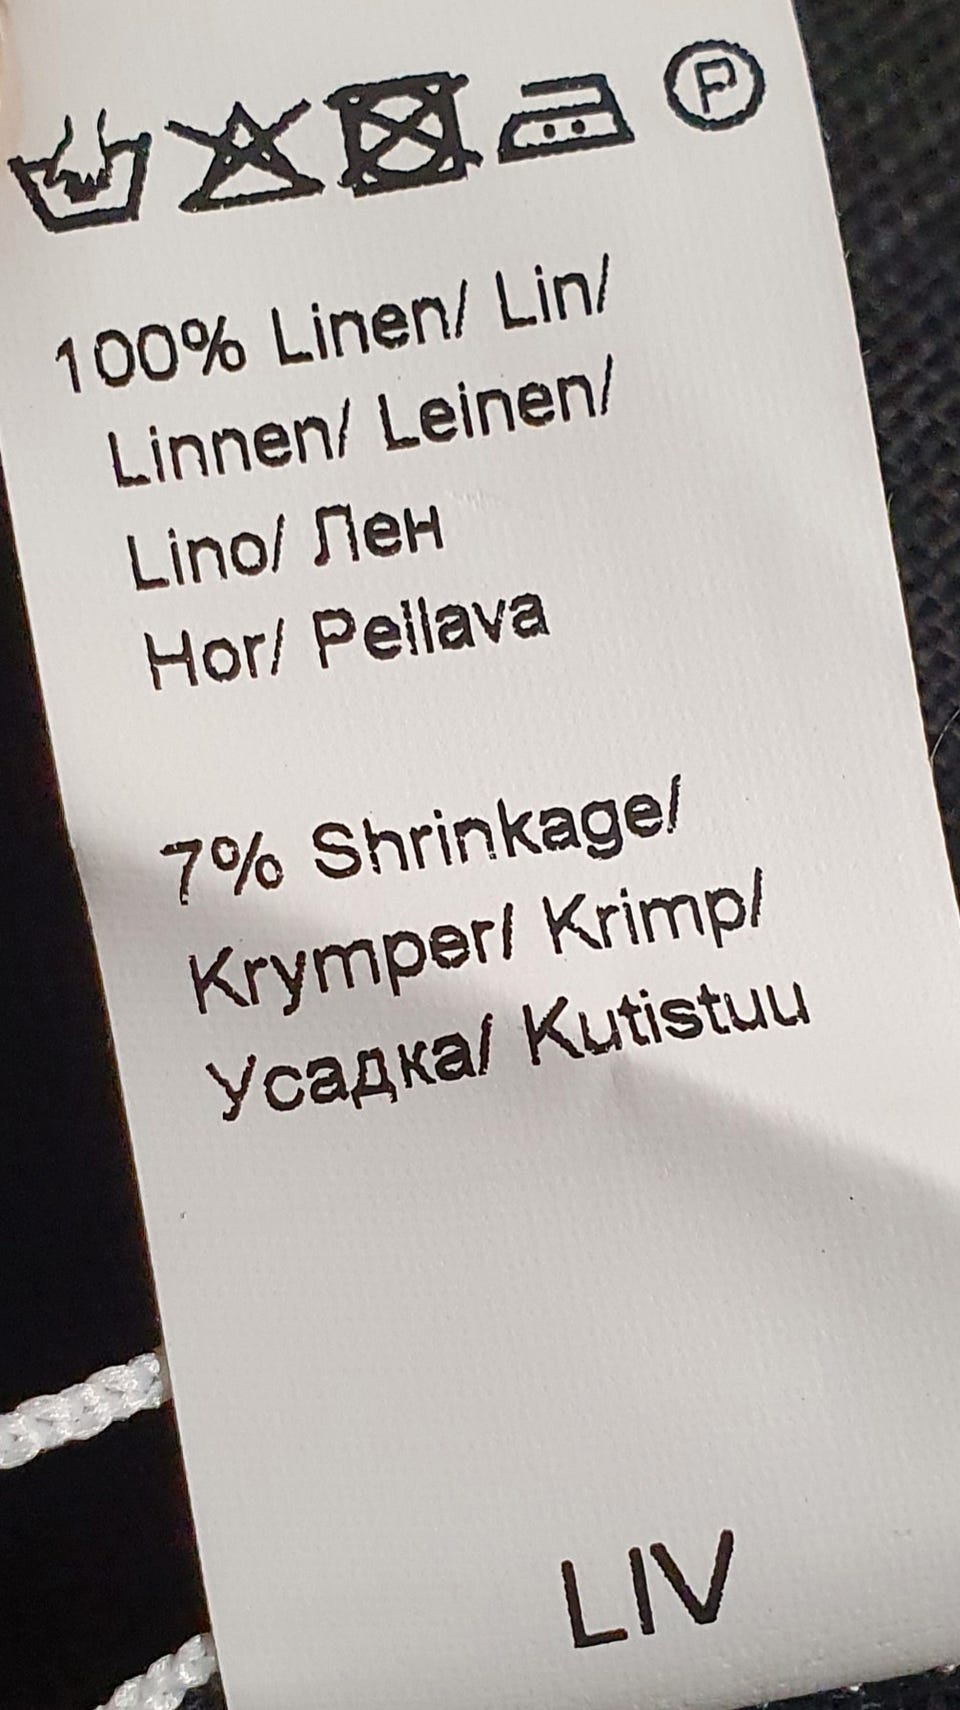 P
100% Linen/ Lin/
Linnen/ Leinen/
Lino/ Лен
Hor/ Pellava
7% Shrinkage/
Krymper/ Krimp/
Усадка/ Kutistuu
LIV